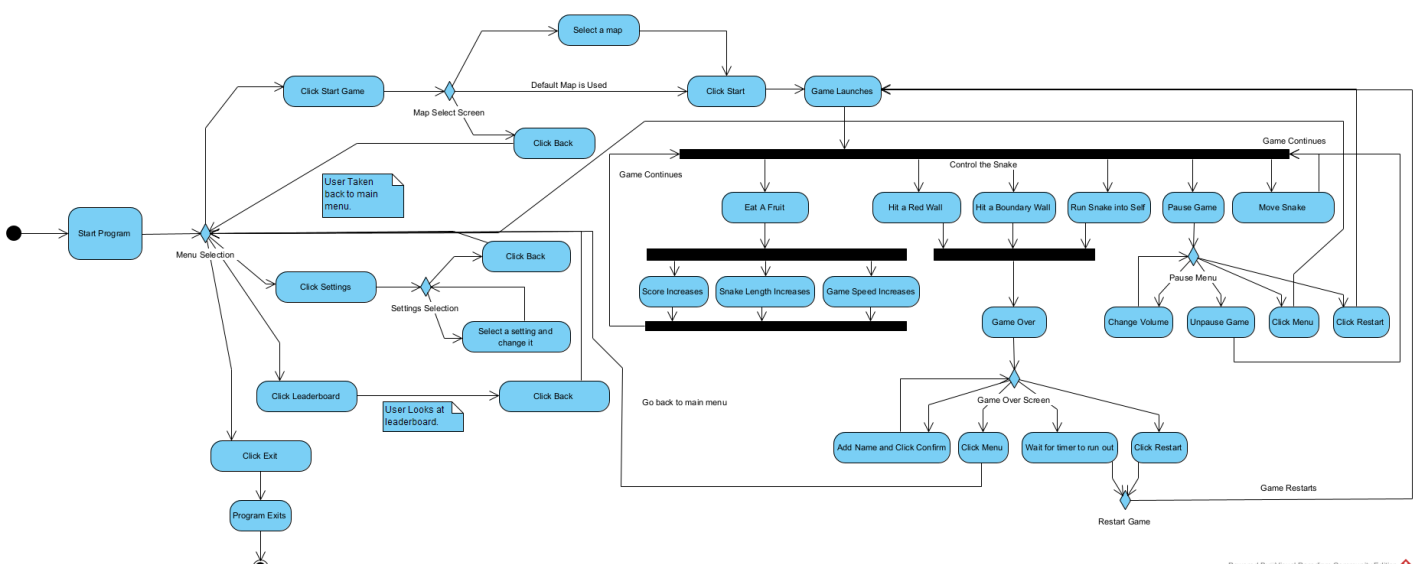 Select a map
Click Start Game
Default Map is Used
Click Start
Game Launches
Map Select Screen
Click Back
Game Continues
Control the Snake
Game Continues
User Taken
back to main
menu.
Eat A Fruit
Hit a Red Wall
Hit a Boundary Wall
Run Snake into Self
Pause Game
Move Snake
Start Program
Menu Selection
Click Back
Click Settings
Settings Selection
Pause Menu
Score Increases
Snake Length Increases
Game Speed Increases
Game Over
Change Volume
Unpause Game
Click Menu
Click Restart
Select a setting and
change it
Click Leaderboard
Click Back
User Looks at
leaderboard.
Go back to main menu
Game Over Screen
Add Name and Click Confirm
Click Menu
Wait for timer to run out
Click Restart
Click Exit
Game Restarts
Program Exits
Restart Game